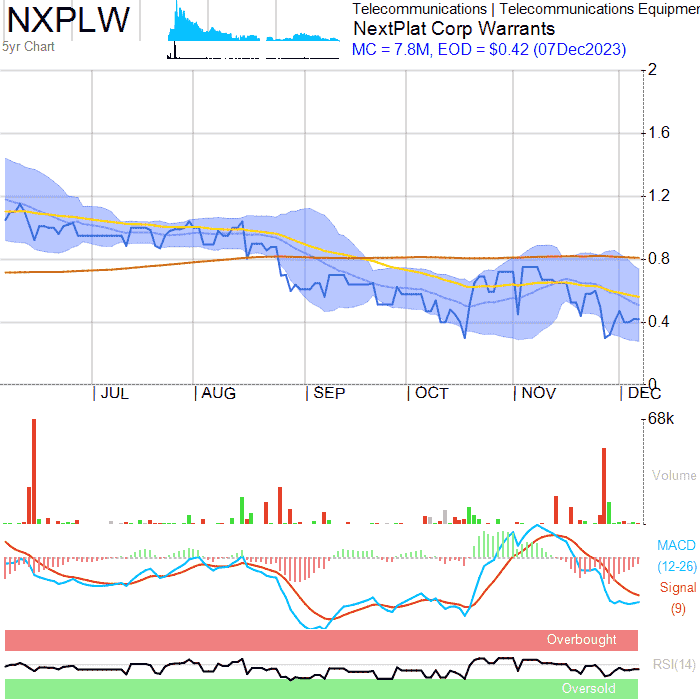 NXPLW
5yr Chart
Telecommunications | Telecommunications Equipmen
NextPlat Corp Warrants
MC = 7.8M, EOD = $0.42 (07Dec2023)
2
1.6
1.2
0.8
0.4
0
JUL
AUG
SEP
OCT
NOV
DEC
68k
Volume
MACD
(12-26)
Signal
(9)
Overbought
RSI(14)
Oversold